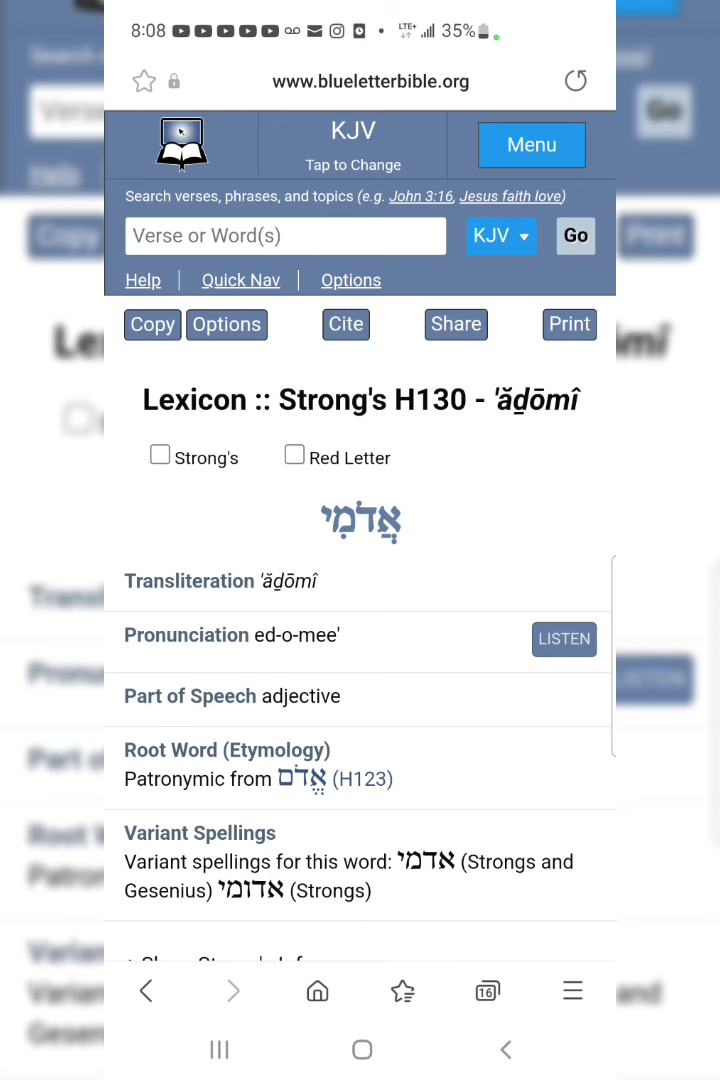 8:08 LTE+ 35%
www.blueletterbible.org
KJV
Tap to Change
Menu
Search verses, phrases, and topics (e.g. John 3:16, Jesus faith love)
Verse or Word(s) KJV Go
Help Quick Nav Options
Copy Options Cite Share Print
Lexicon :: Strong's H130 - 'ăḏōmî
Strong's Red Letter
אֲדֹמִי
Transliteration 'ăḏōmî
Pronunciation ed-o-mee' LISTEN
Part of Speech adjective
Root Word (Etymology)
Patronymic from אֱדֹם (H123)
Variant Spellings
Variant spellings for this word: אדמי (Strongs and
Gesenius) אדומי (Strongs)
16